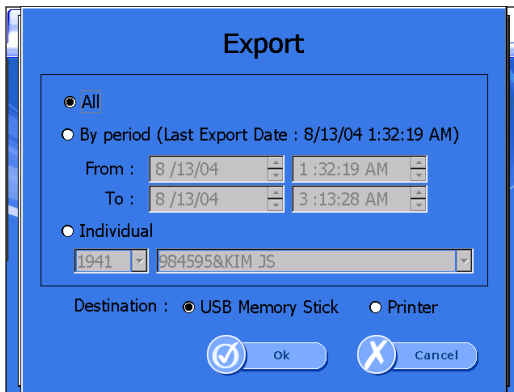 Export
All
By period (Last Export Date : 8/13/04 1:32:19 AM)
From : 8 /13/04 1 :32:19 AM
To : 8 /13/04 3 :13:28 AM
Individual
1941 984595&KIM JS
Destination : USB Memory Stick Printer
Ok Cancel